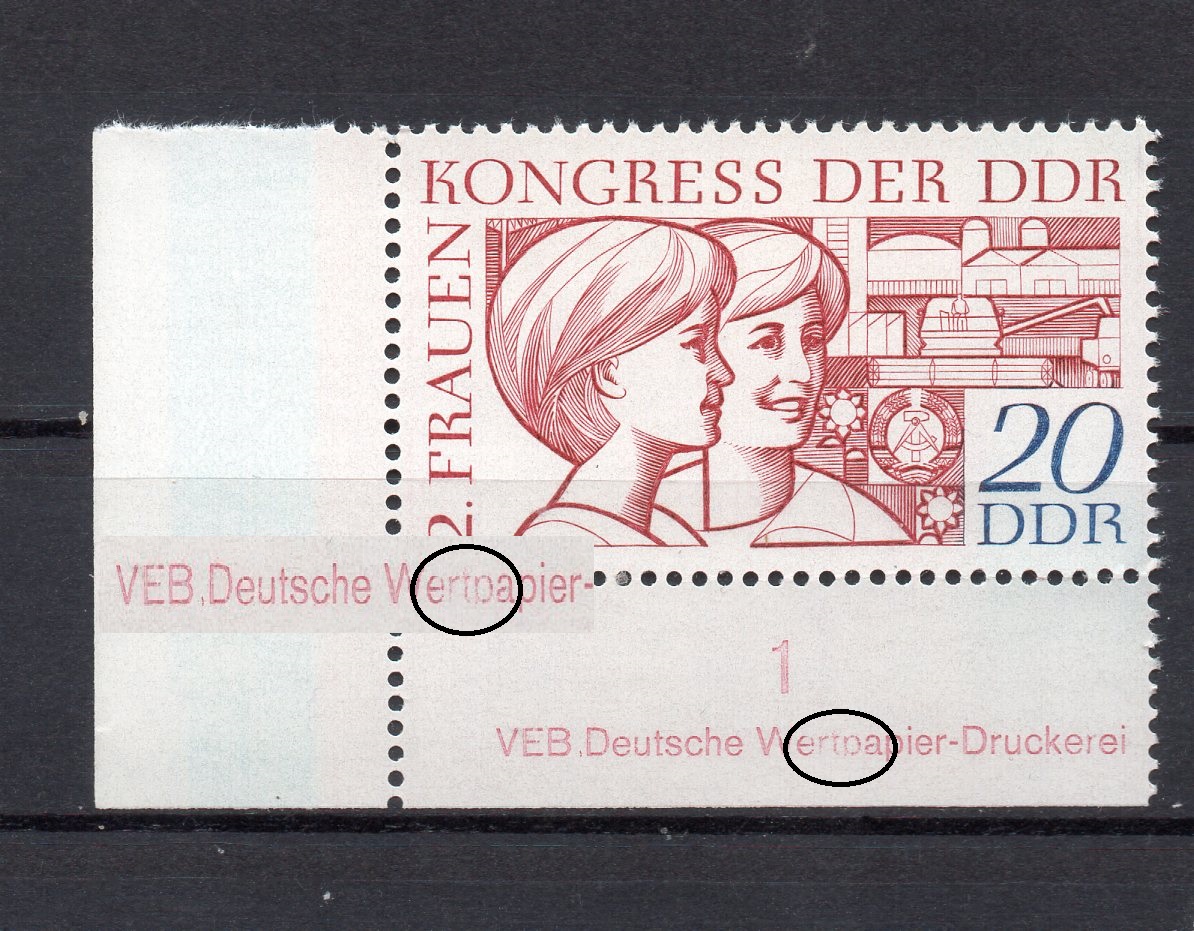 KONGRESS DER DDR
2. FRAUEN
20
DDR
VEB Deutsche Wertpapier-
1
VEB Deutsche Wertpapier-Druckerei